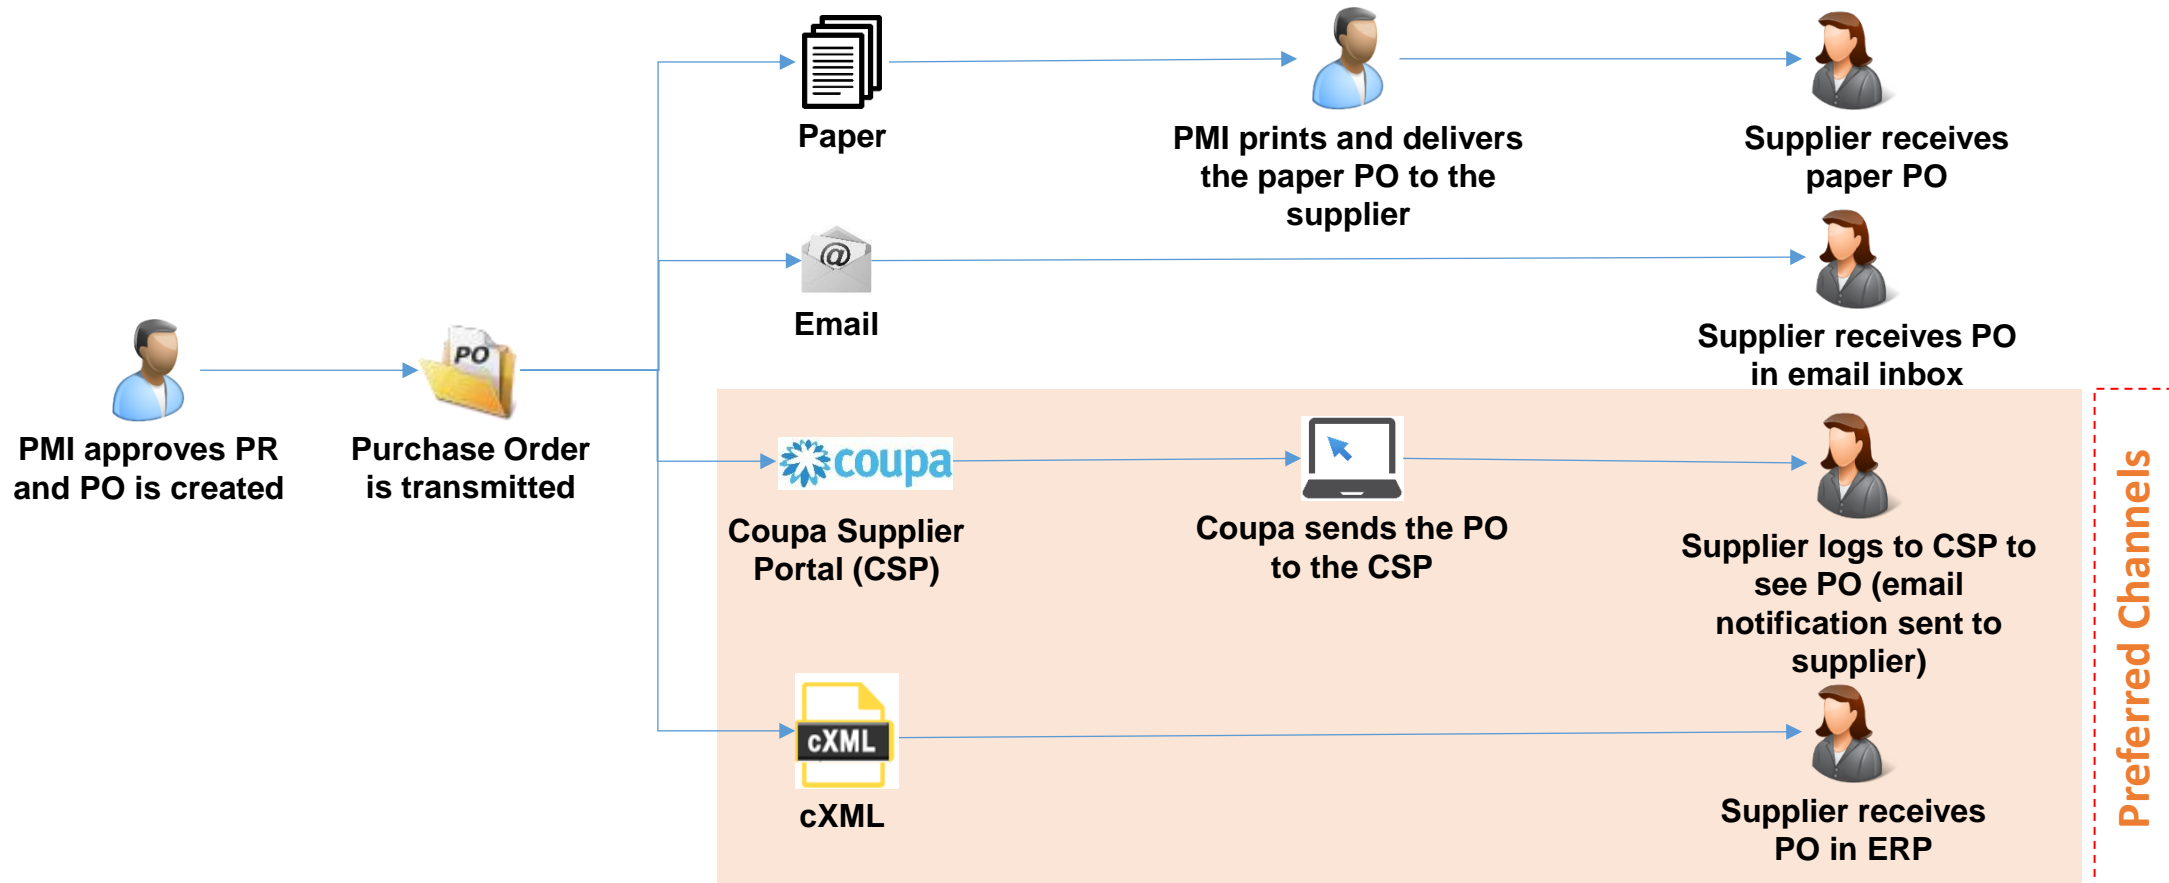 Paper
PMI prints and delivers
the paper PO to the
supplier
Supplier receives
paper PO
@
Email
Supplier receives PO
in email inbox
PMI approves PR
and PO is created
PO
Purchase Order
is transmitted
coupa
Coupa Supplier
Portal (CSP)
Coupa sends the PO
to the CSP
Supplier logs to CSP to
see PO (email
notification sent to
supplier)
cXML
cXML
Supplier receives
PO in ERP
Preferred Channels